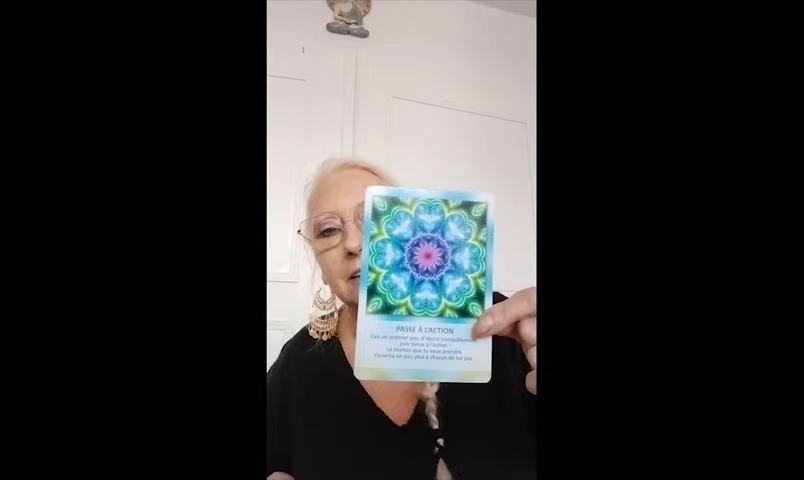 PASSE À L'ACTION
Fais un premier pas, d'abord tranquillement,
puis passe à l'action !
Le chemin que tu veux prendre
s'ouvrira un peu plus à chacun de tes pas